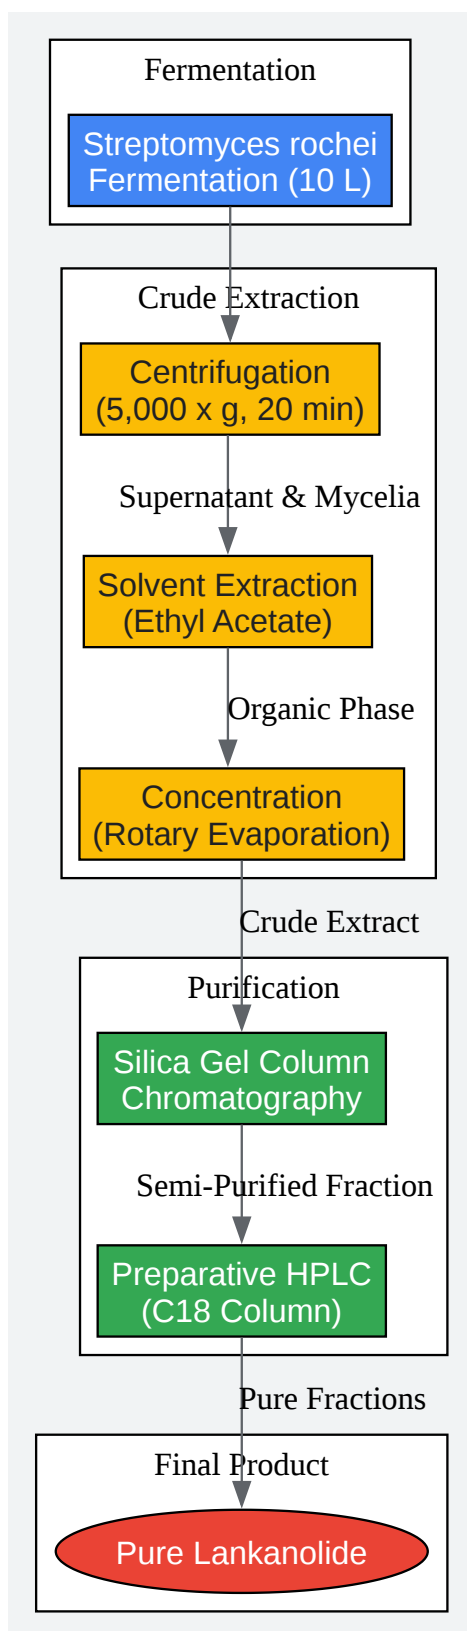 Fermentation
Streptomyces rochei
Fermentation (10 L)
Crude Extraction
Centrifugation
(5,000 x g, 20 min)
Supernatant & Mycelia
Solvent Extraction
(Ethyl Acetate)
Organic Phase
Concentration
(Rotary Evaporation)
Crude Extract
Purification
Silica Gel Column
Chromatography
Semi-Purified Fraction
Preparative HPLC
(C18 Column)
Pure Fractions
Final Product
Pure Lankanolide